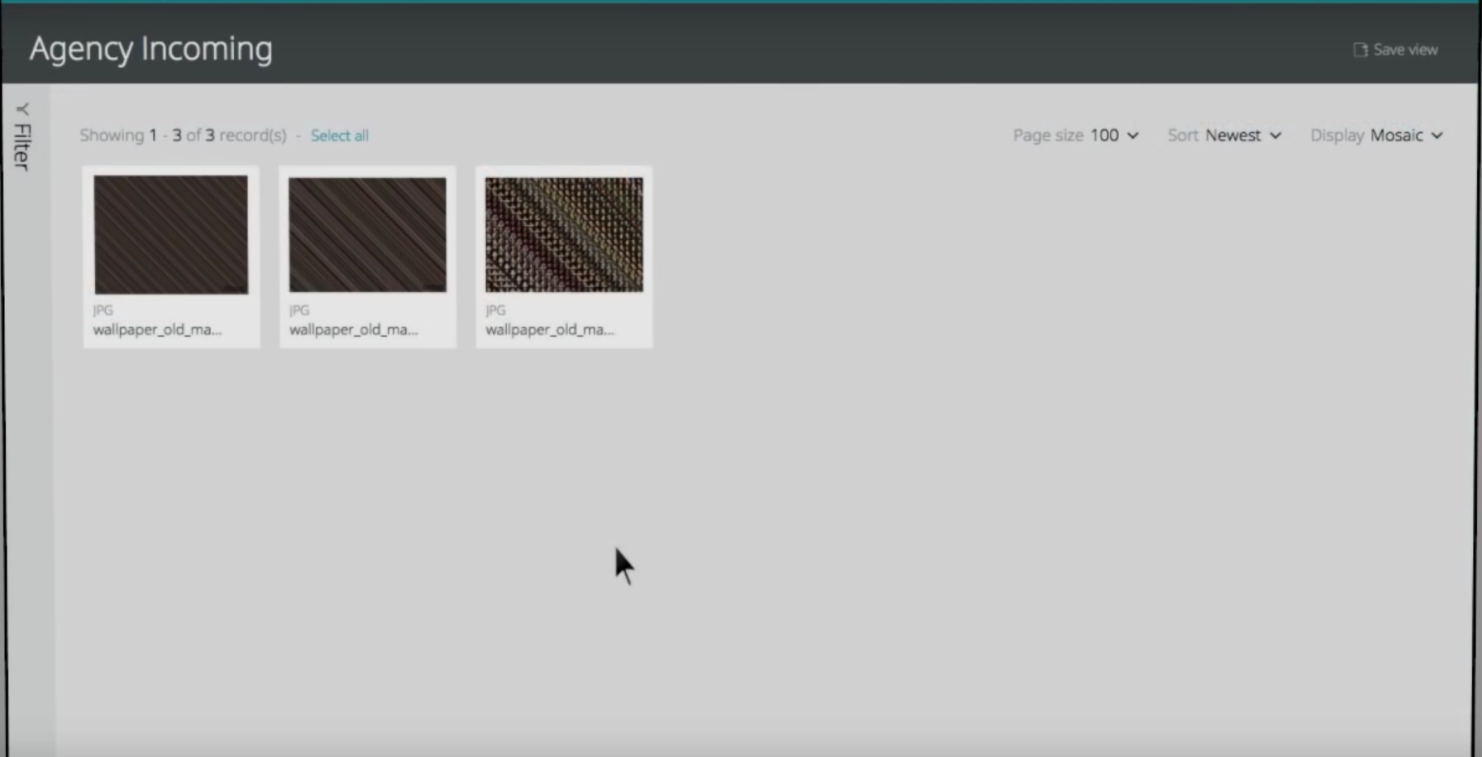 Agency Incoming
Save view
Filter
Showing 1 - 3 of 3 record(s) - Select all
Page size 100
Sort Newest
Display Mosaic
JPG
wallpaper_old_ma...
JPG
wallpaper_old_ma...
JPG
wallpaper_old_ma...